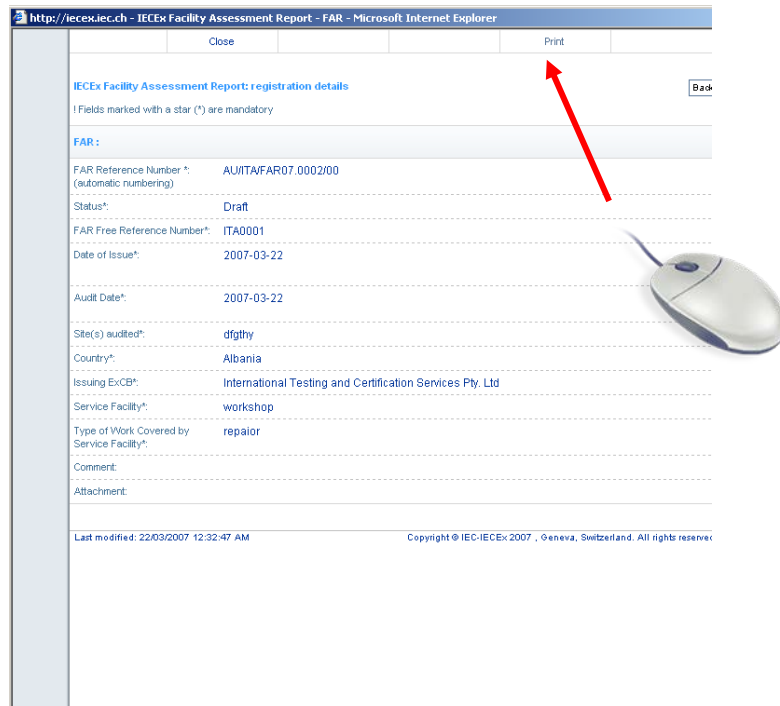 http://iecex.iec.ch - IECEx Facility Assessment Report - FAR - Microsoft Internet Explorer
Close Print
IECEx Facility Assessment Report: registration details
Back
! Fields marked with a star (*) are mandatory
FAR :
FAR Reference Number *: AU/ITA/FAR07.0002/00
(automatic numbering)
Status*: Draft
FAR Free Reference Number*: ITA0001
Date of Issue*: 2007-03-22
Audit Date*: 2007-03-22
Site(s) audited*: dfgthy
Country*: Albania
Issuing ExCB*: International Testing and Certification Services Pty. Ltd
Service Facility*: workshop
Type of Work Covered by repaior
Service Facility*:
Comment:
Attachment:
Last modified: 22/03/2007 12:32:47 AM Copyright © IEC-IECEx 2007 , Geneva, Switzerland. All rights reserved